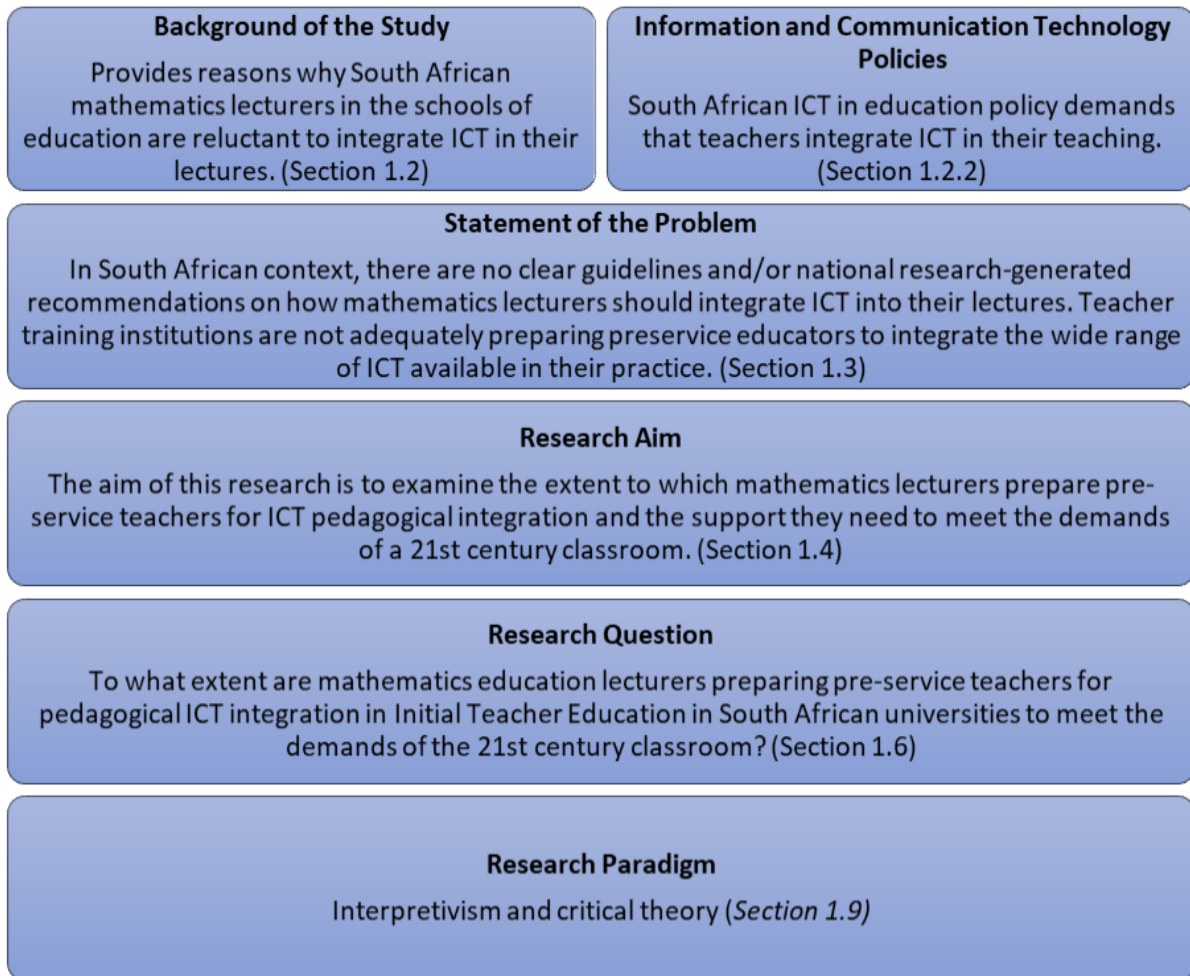 Background of the Study
Provides reasons why South African
mathematics lecturers in the schools of
education are reluctant to integrate ICT in their
lectures. (Section 1.2)
Information and Communication Technology
Policies
South African ICT in education policy demands
that teachers integrate ICT in their teaching.
(Section 1.2.2)
Statement of the Problem
In South African context, there are no clear guidelines and/or national research-generated
recommendations on how mathematics lecturers should integrate ICT into their lectures. Teacher
training institutions are not adequately preparing preservice educators to integrate the wide range
of ICT available in their practice. (Section 1.3)
Research Aim
The aim of this research is to examine the extent to which mathematics lecturers prepare pre-
service teachers for ICT pedagogical integration and the support they need to meet the demands
of a 21st century classroom. (Section 1.4)
Research Question
To what extent are mathematics education lecturers preparing pre-service teachers for
pedagogical ICT integration in Initial Teacher Education in South African universities to meet the
demands of the 21st century classroom? (Section 1.6)
Research Paradigm
Interpretivism and critical theory (Section 1.9)